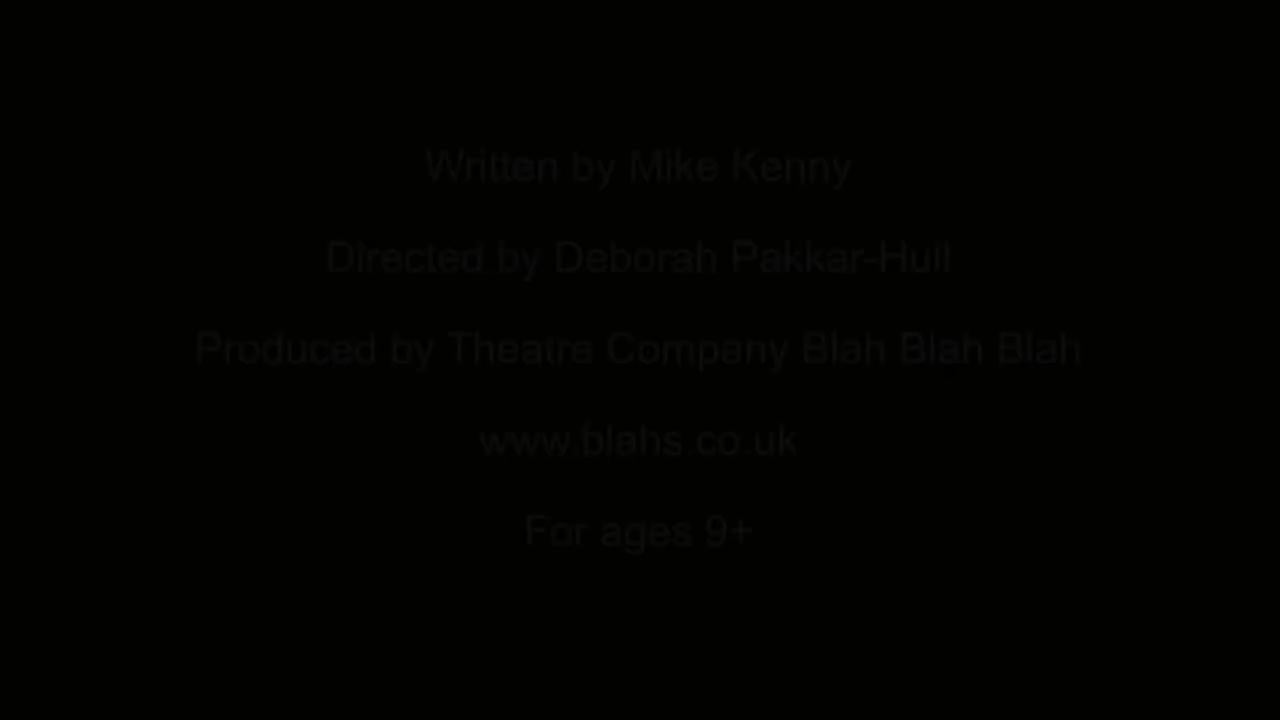 Written by Mike Kenny
Directed by Deborah Pakkar-Hull
Produced by Theatre Company Blah Blah Blah
www.blahs.co.uk
For ages 9+